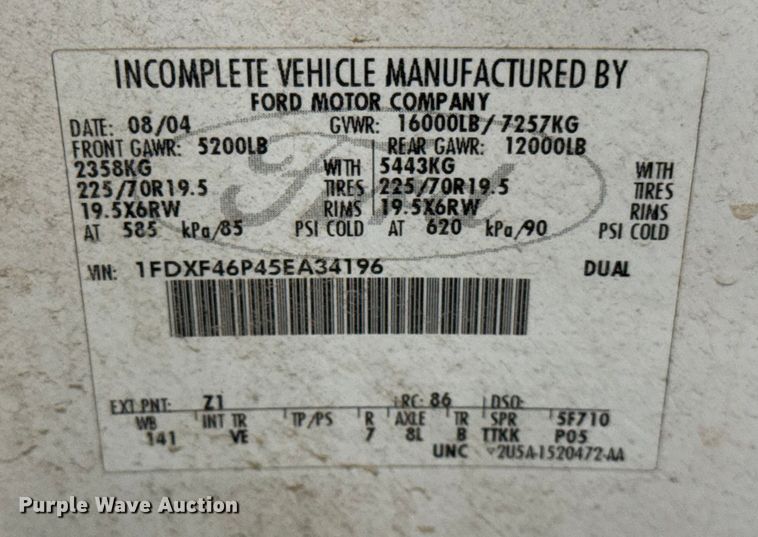 INCOMPLETE VEHICLE MANUFACTURED BY
FORD MOTOR COMPANY
DATE: 08/04 GVWR: 16000LB/ 7257KG
FRONT GAWR: 5200LB REAR GAWR: 12000LB
2358KG WITH 5443KG WITH
225/70R19.5 TIRES 225/70R19.5 TIRES
19.5X6RW RIMS 19.5X6RW RIMS
AT 585 kPa/85 PSI COLD AT 620 kPa/90 PSI COLD
VIN: 1FDXF46P45EA34196 DUAL
EXT PNT: Z1 RC: 86 DSO:
WB INT TR TP/PS R AXLE TR SPR 5F710
141 VE 7 8L B TTKK P05
UNC 2U5A-1520472-AA
Ford
Purple Wave Auction